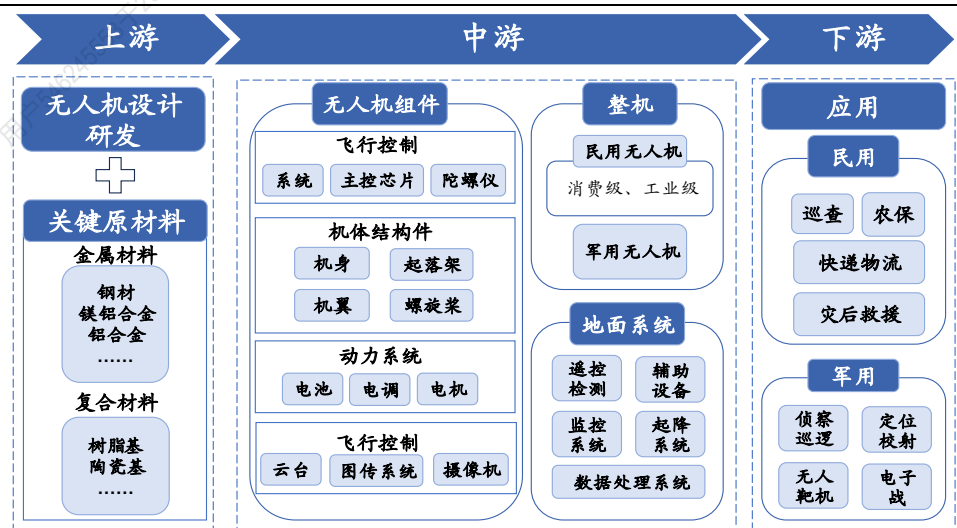 上游
中游
下游
无人机设计
研发
关键原材料
金属材料
钢材
镁铝合金
铝合金
......
复合材料
树脂基
陶瓷基
......
无人机组件
飞行控制
系统
主控芯片
陀螺仪
机体结构件
机身
起落架
机翼
螺旋桨
动力系统
电池
电调
电机
飞行控制
云台
图传系统
摄像机
整机
民用无人机
消费级、工业级
军用无人机
地面系统
遥控
检测
辅助
设备
监控
系统
起降
系统
数据处理系统
应用
民用
巡查
农保
快递物流
灾后救援
军用
侦察
巡逻
定位
校射
无人
靶机
电子
战